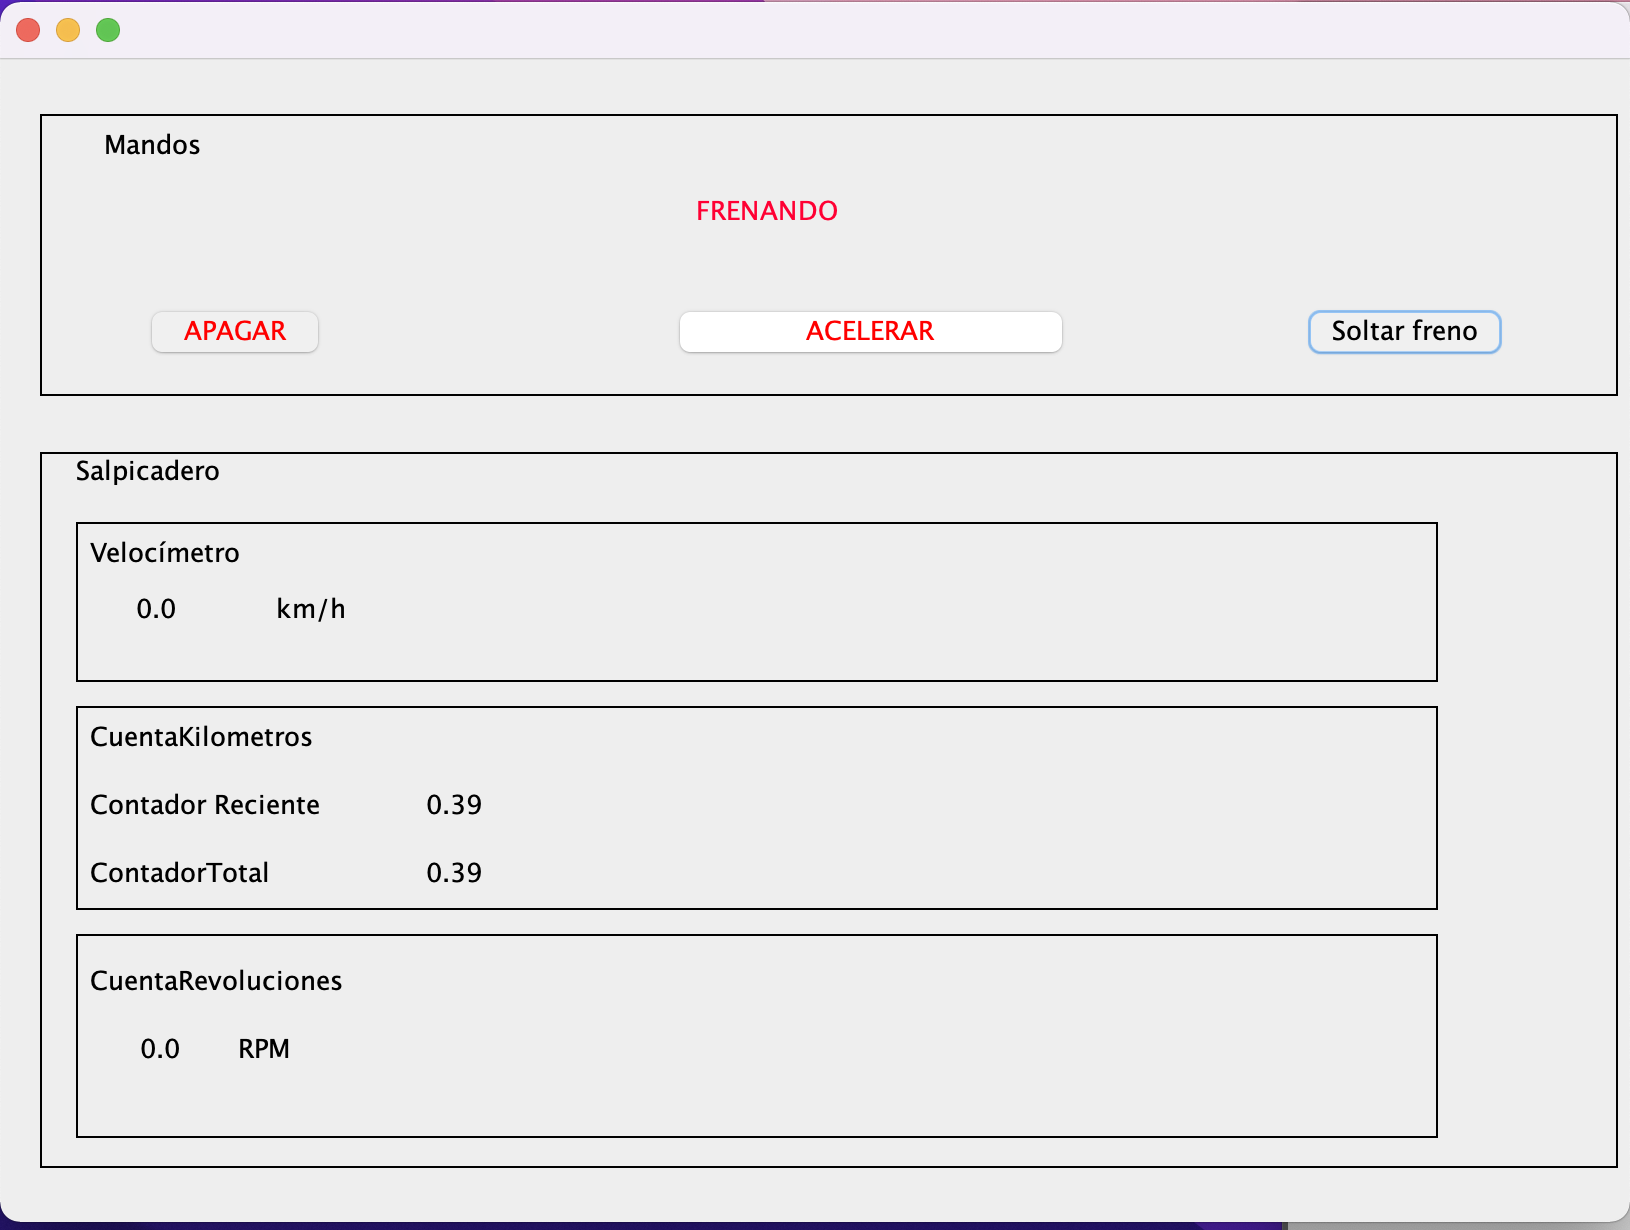 Mandos
FRENANDO
APAGAR ACELERAR Soltar freno
Salpicadero
Velocímetro
0.0 km/h
CuentaKilometros
Contador Reciente 0.39
ContadorTotal 0.39
CuentaRevoluciones
0.0 RPM